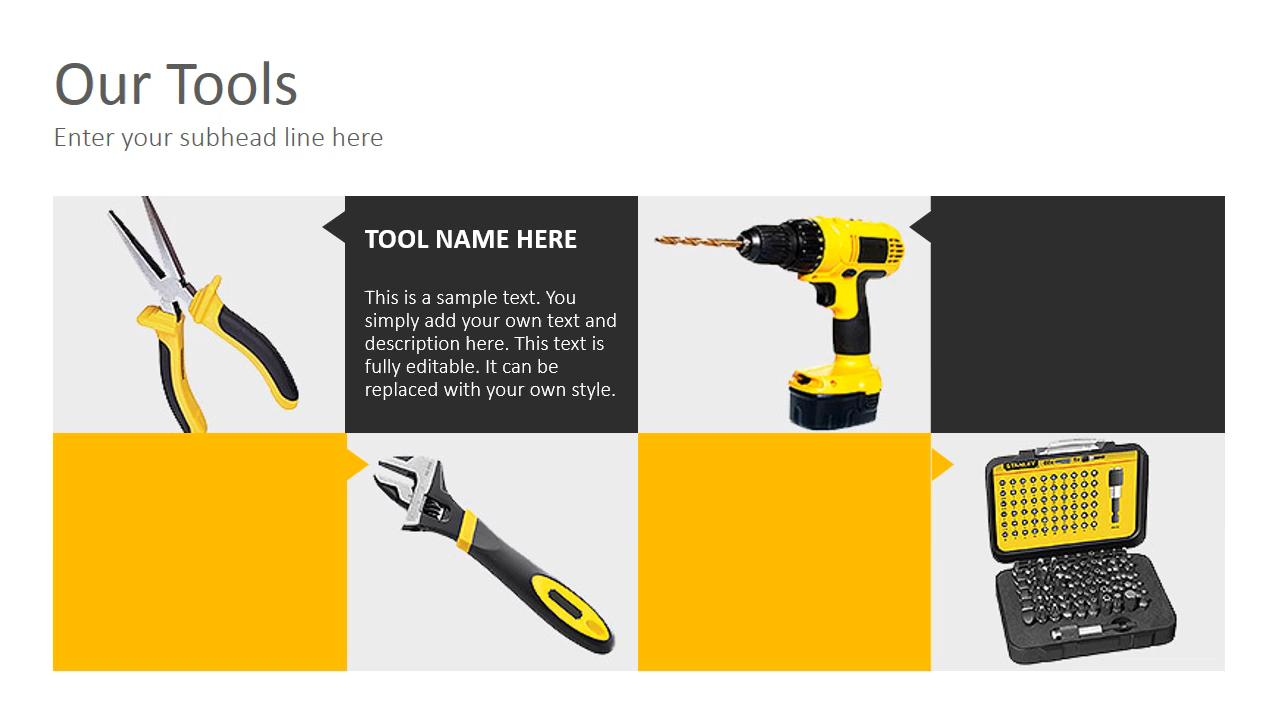 Our Tools
Enter your subhead line here
TOOL NAME HERE
This is a sample text. You
simply add your own text and
description here. This text is
fully editable. It can be
replaced with your own style.
STANLEY